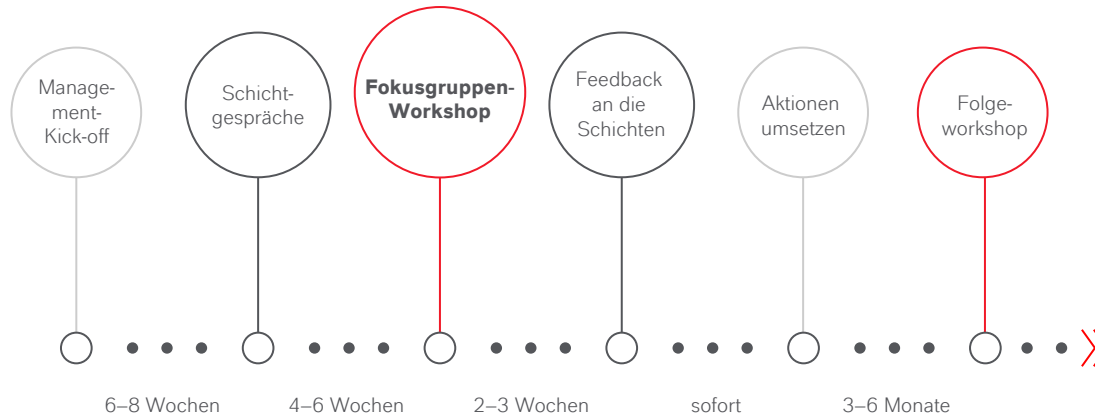 Manage-
ment-
Kick-off
Schicht-
gespräche
Fokusgruppen-
Workshop
Feedback
an die
Schichten
Aktionen
umsetzen
Folge-
workshop
6–8 Wochen
4–6 Wochen
2–3 Wochen
sofort
3–6 Monate